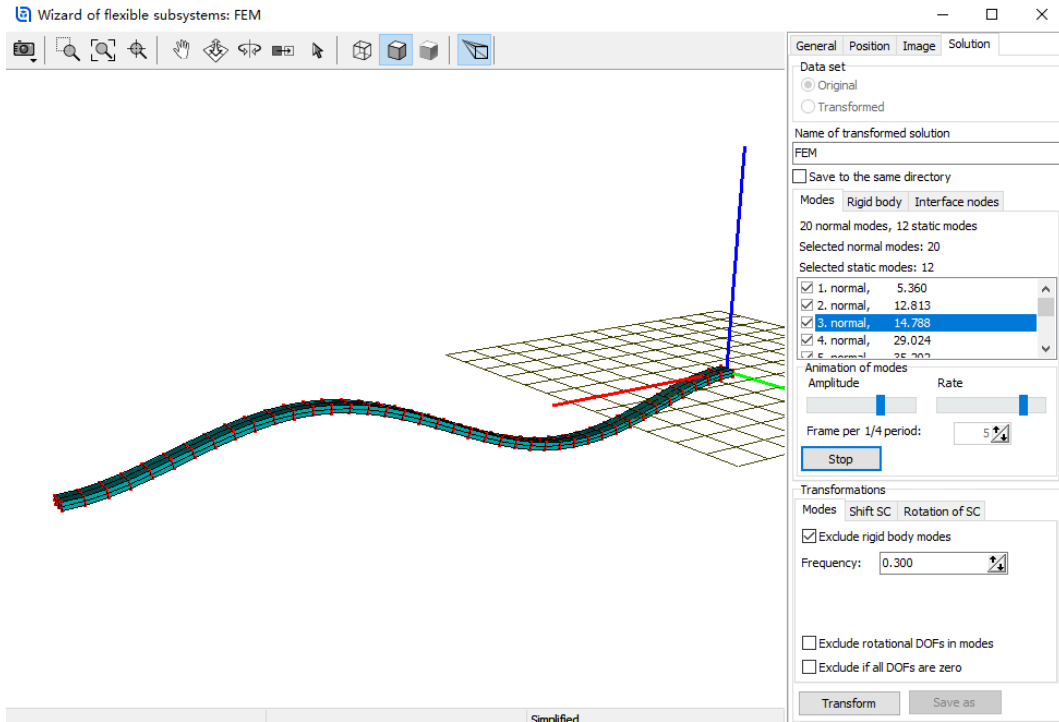 Wizard of flexible subsystems: FEM
General Position Image Solution
Data set
Original
Transformed
Name of transformed solution
FEM
Save to the same directory
Modes Rigid body Interface nodes
20 normal modes, 12 static modes
Selected normal modes: 20
Selected static modes: 12
1. normal, 5.360
2. normal, 12.813
3. normal, 14.788
4. normal, 29.024
5. normal 35.202
Animation of modes
Amplitude Rate
Frame per 1/4 period: 5
Stop
Transformations
Modes Shift SC Rotation of SC
Exclude rigid body modes
Frequency: 0.300
Exclude rotational DOFs in modes
Exclude if all DOFs are zero
Transform Save as
Simplified